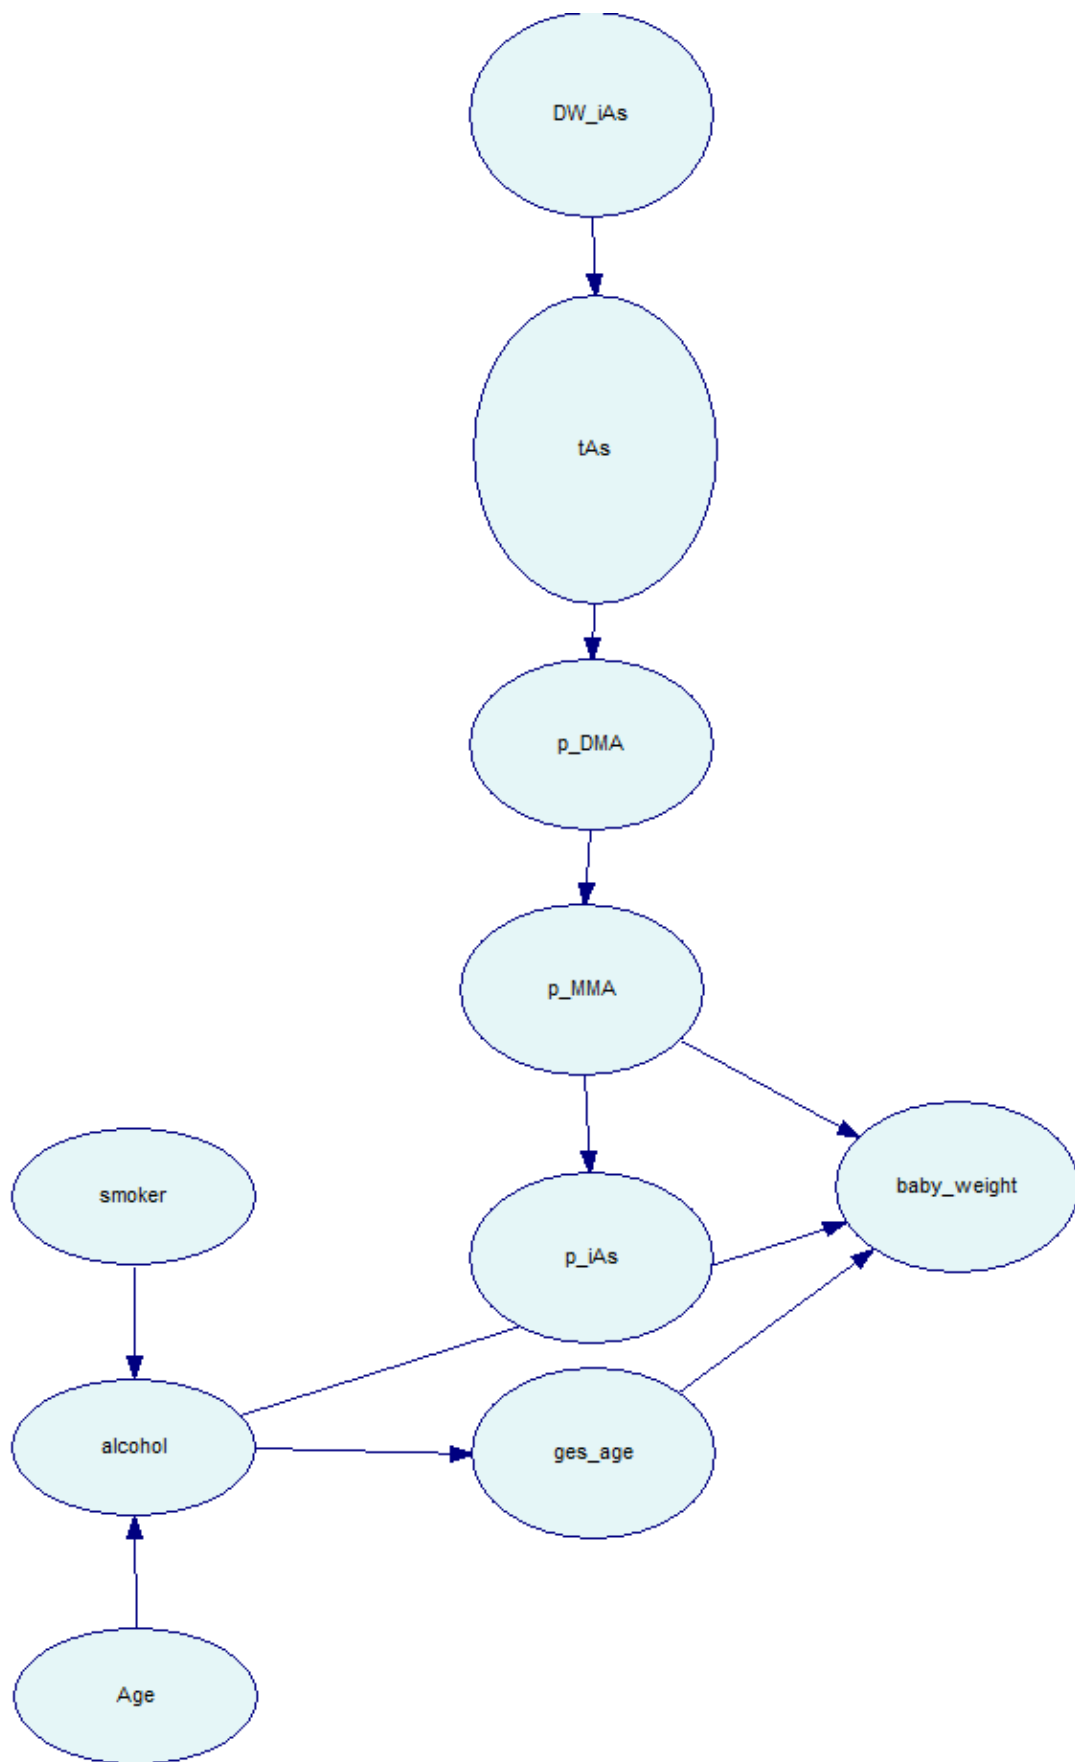 DW_iAs
tAs
p_DMA
p_MMA
baby_weight
smoker
p_iAs
alcohol
ges_age
Age